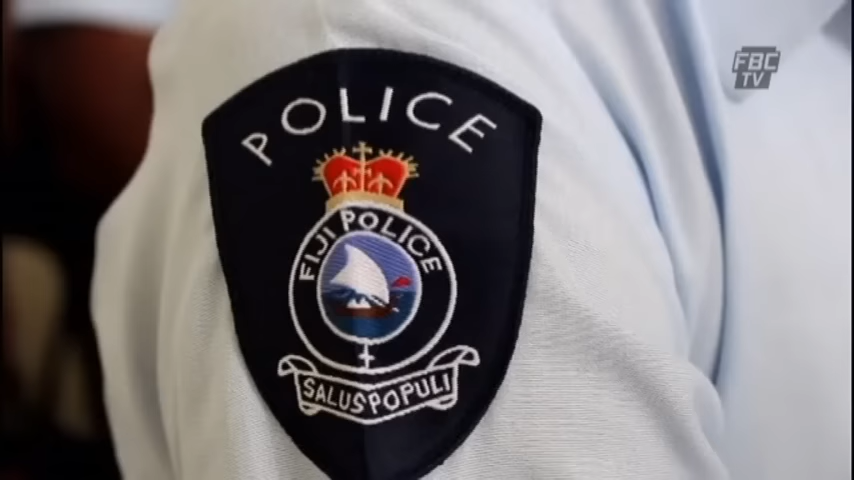 FBC
TV
POLICE
FIJI POLICE
SALUS POPULI